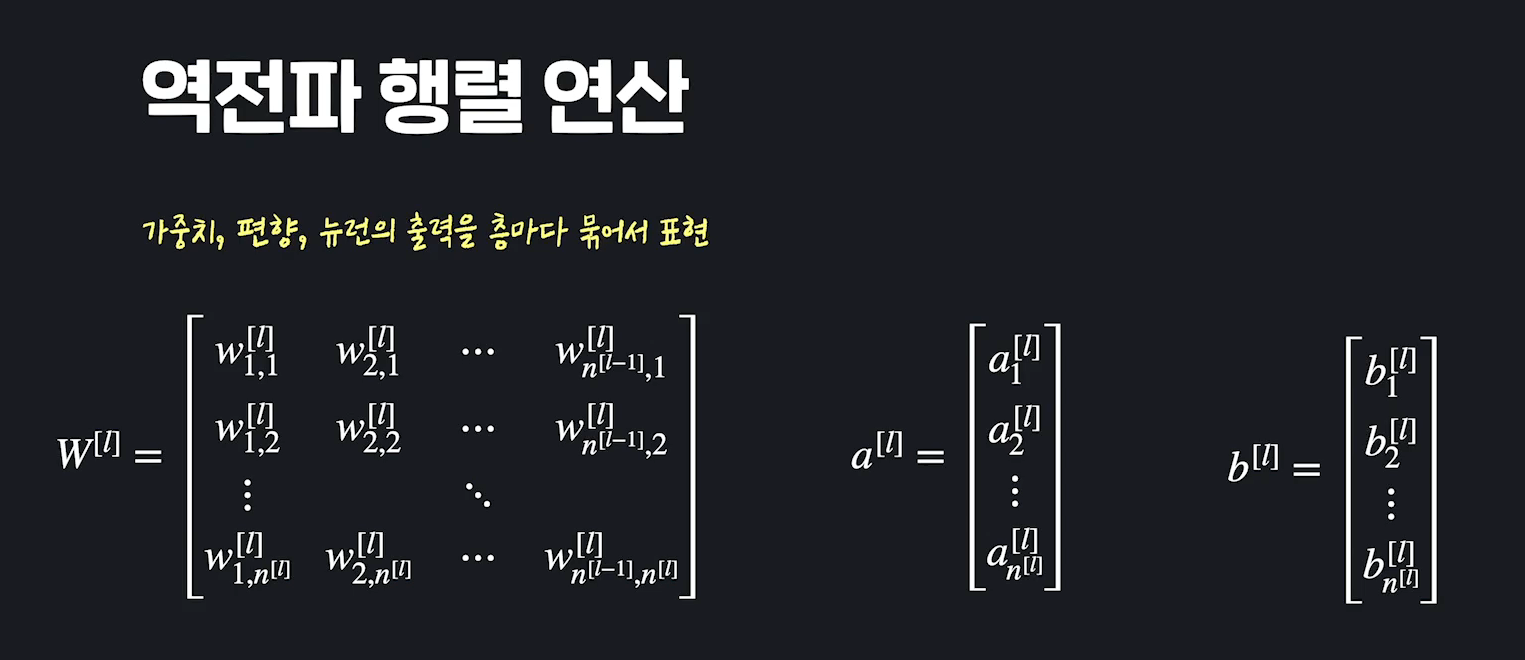 역전파 행렬 연산
가중치, 편향, 뉴런의 출력을 층마다 묶어서 표현
$W^{[l]} = \begin{bmatrix} w_{1,1}^{[l]} & w_{2,1}^{[l]} & \cdots & w_{n^{[l-1]},1}^{[l]} \\ w_{1,2}^{[l]} & w_{2,2}^{[l]} & \cdots & w_{n^{[l-1]},2}^{[l]} \\ \vdots & & \ddots & \\ w_{1,n^{[l]}}^{[l]} & w_{2,n^{[l]}}^{[l]} & \cdots & w_{n^{[l-1]},n^{[l]}}^{[l]} \end{bmatrix}$
$a^{[l]} = \begin{bmatrix} a_1^{[l]} \\ a_2^{[l]} \\ \vdots \\ a_{n^{[l]}}^{[l]} \end{bmatrix}$
$b^{[l]} = \begin{bmatrix} b_1^{[l]} \\ b_2^{[l]} \\ \vdots \\ b_{n^{[l]}}^{[l]} \end{bmatrix}$